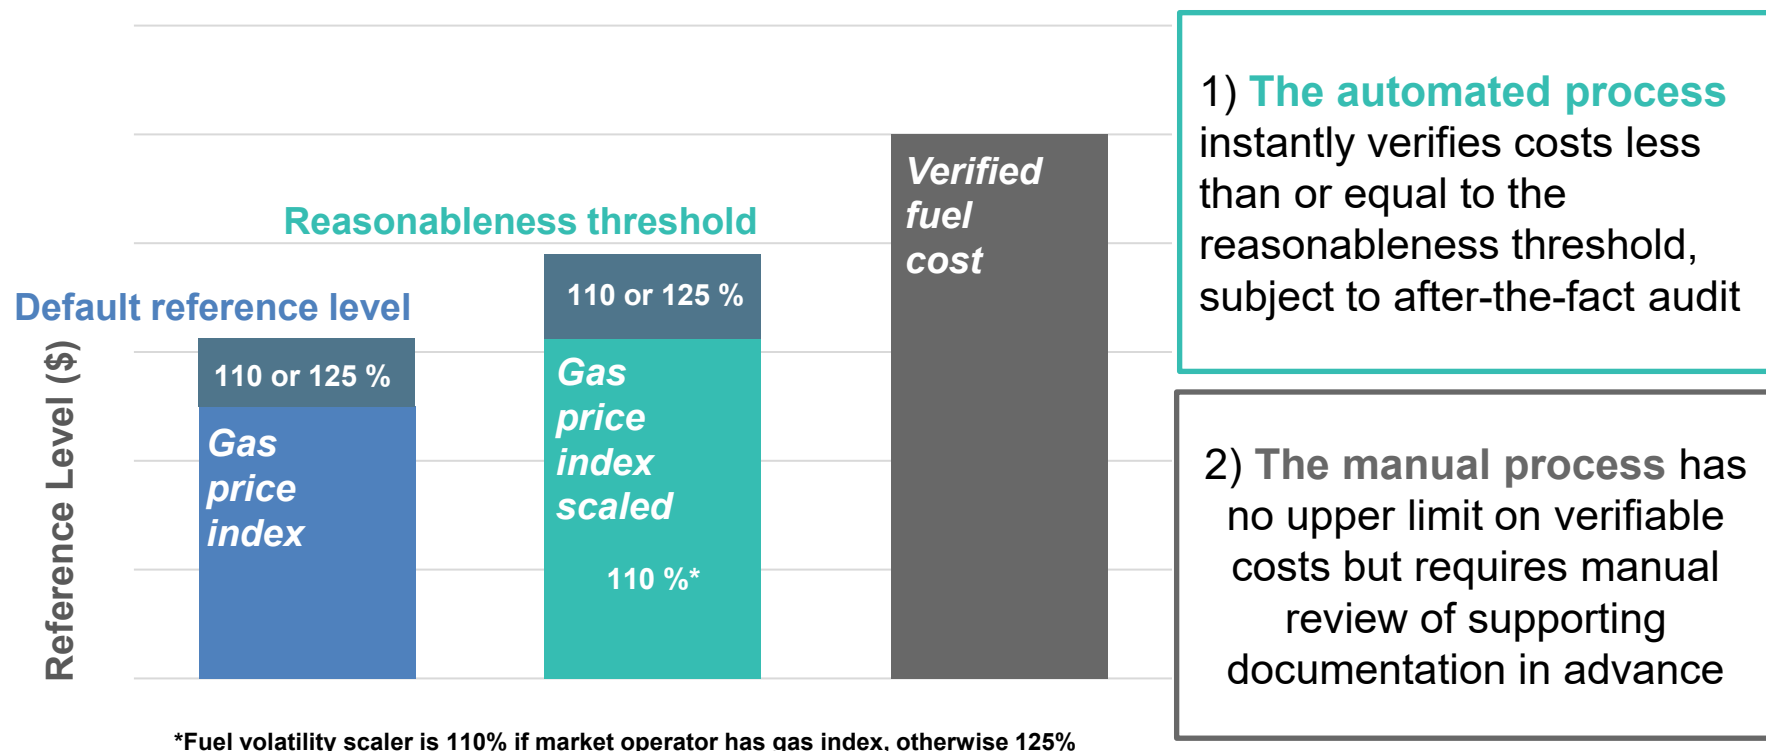 Reference Level ($)
Default reference level
110 or 125 %
Gas
price
index
Reasonableness threshold
110 or 125 %
Gas
price
index
scaled
110 %*
Verified
fuel
cost
*Fuel volatility scaler is 110% if market operator has gas index, otherwise 125%
1) The automated process
instantly verifies costs less
than or equal to the
reasonableness threshold,
subject to after-the-fact audit
2) The manual process has
no upper limit on verifiable
costs but requires manual
review of supporting
documentation in advance